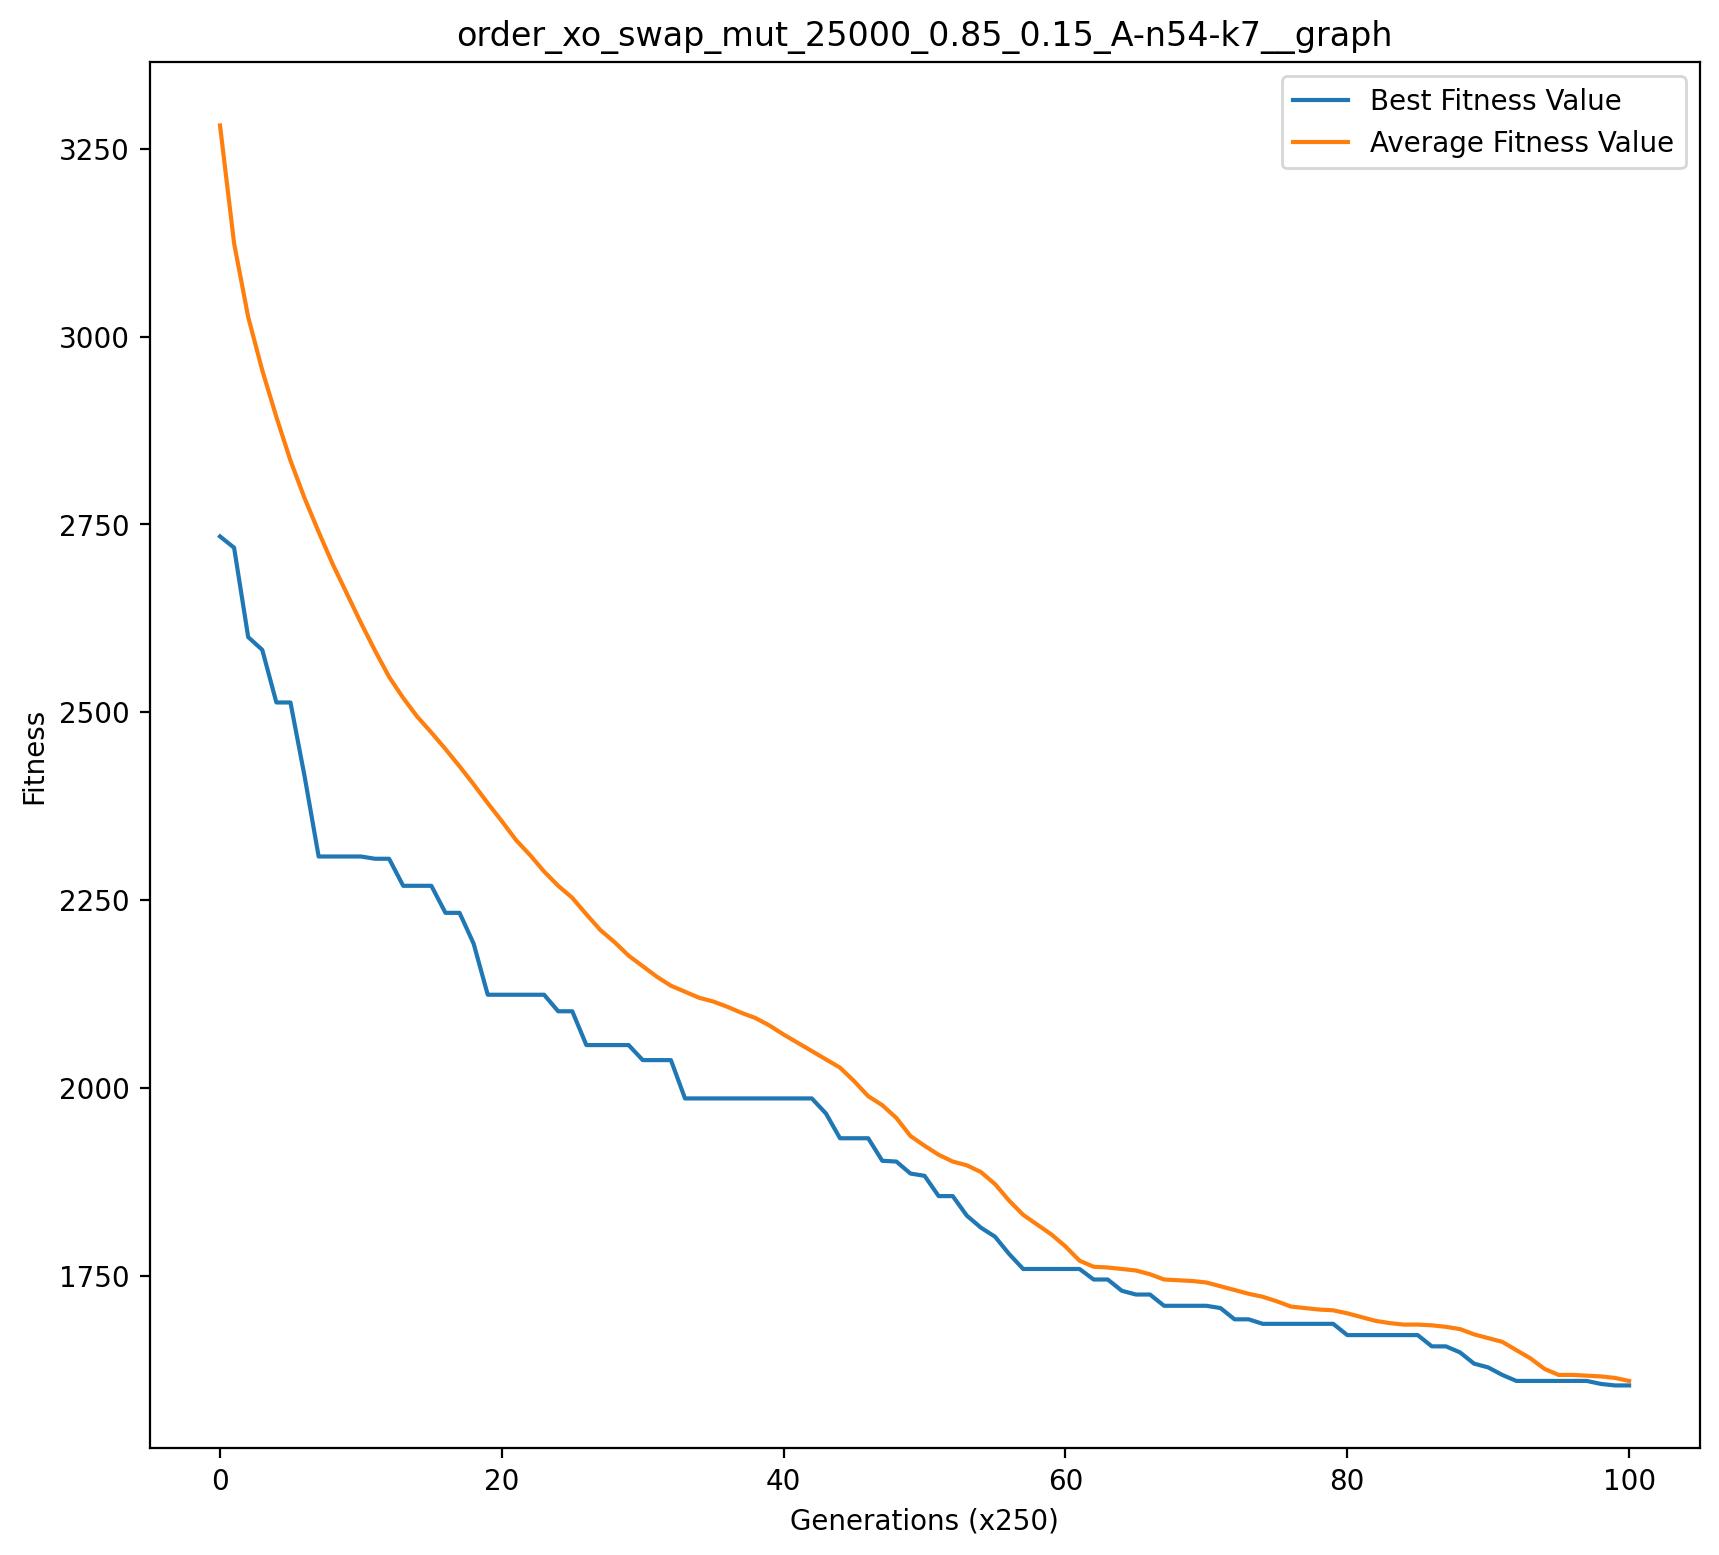 order_xo_swap_mut_25000_0.85_0.15_A-n54-k7__graph
Best Fitness Value
Average Fitness Value
Fitness
3250
3000
2750
2500
2250
2000
1750
0 20 40 60 80 100
Generations (x250)